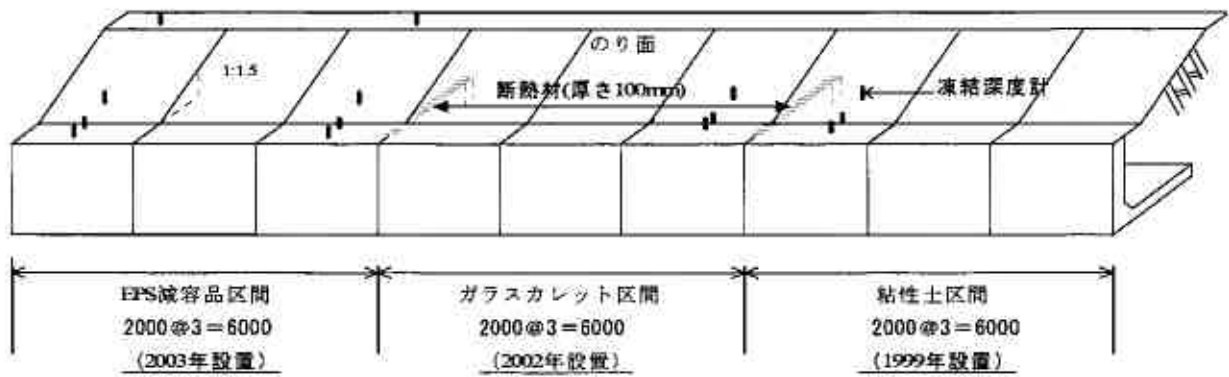 のり面
1:1.5
断熱材(厚さ100mm)
凍結深度計
EPS減容品区間
2000@3=6000
(2003年設置)
ガラスカレット区間
2000@3=6000
(2002年設置)
粘性土区間
2000@3=6000
(1999年設置)